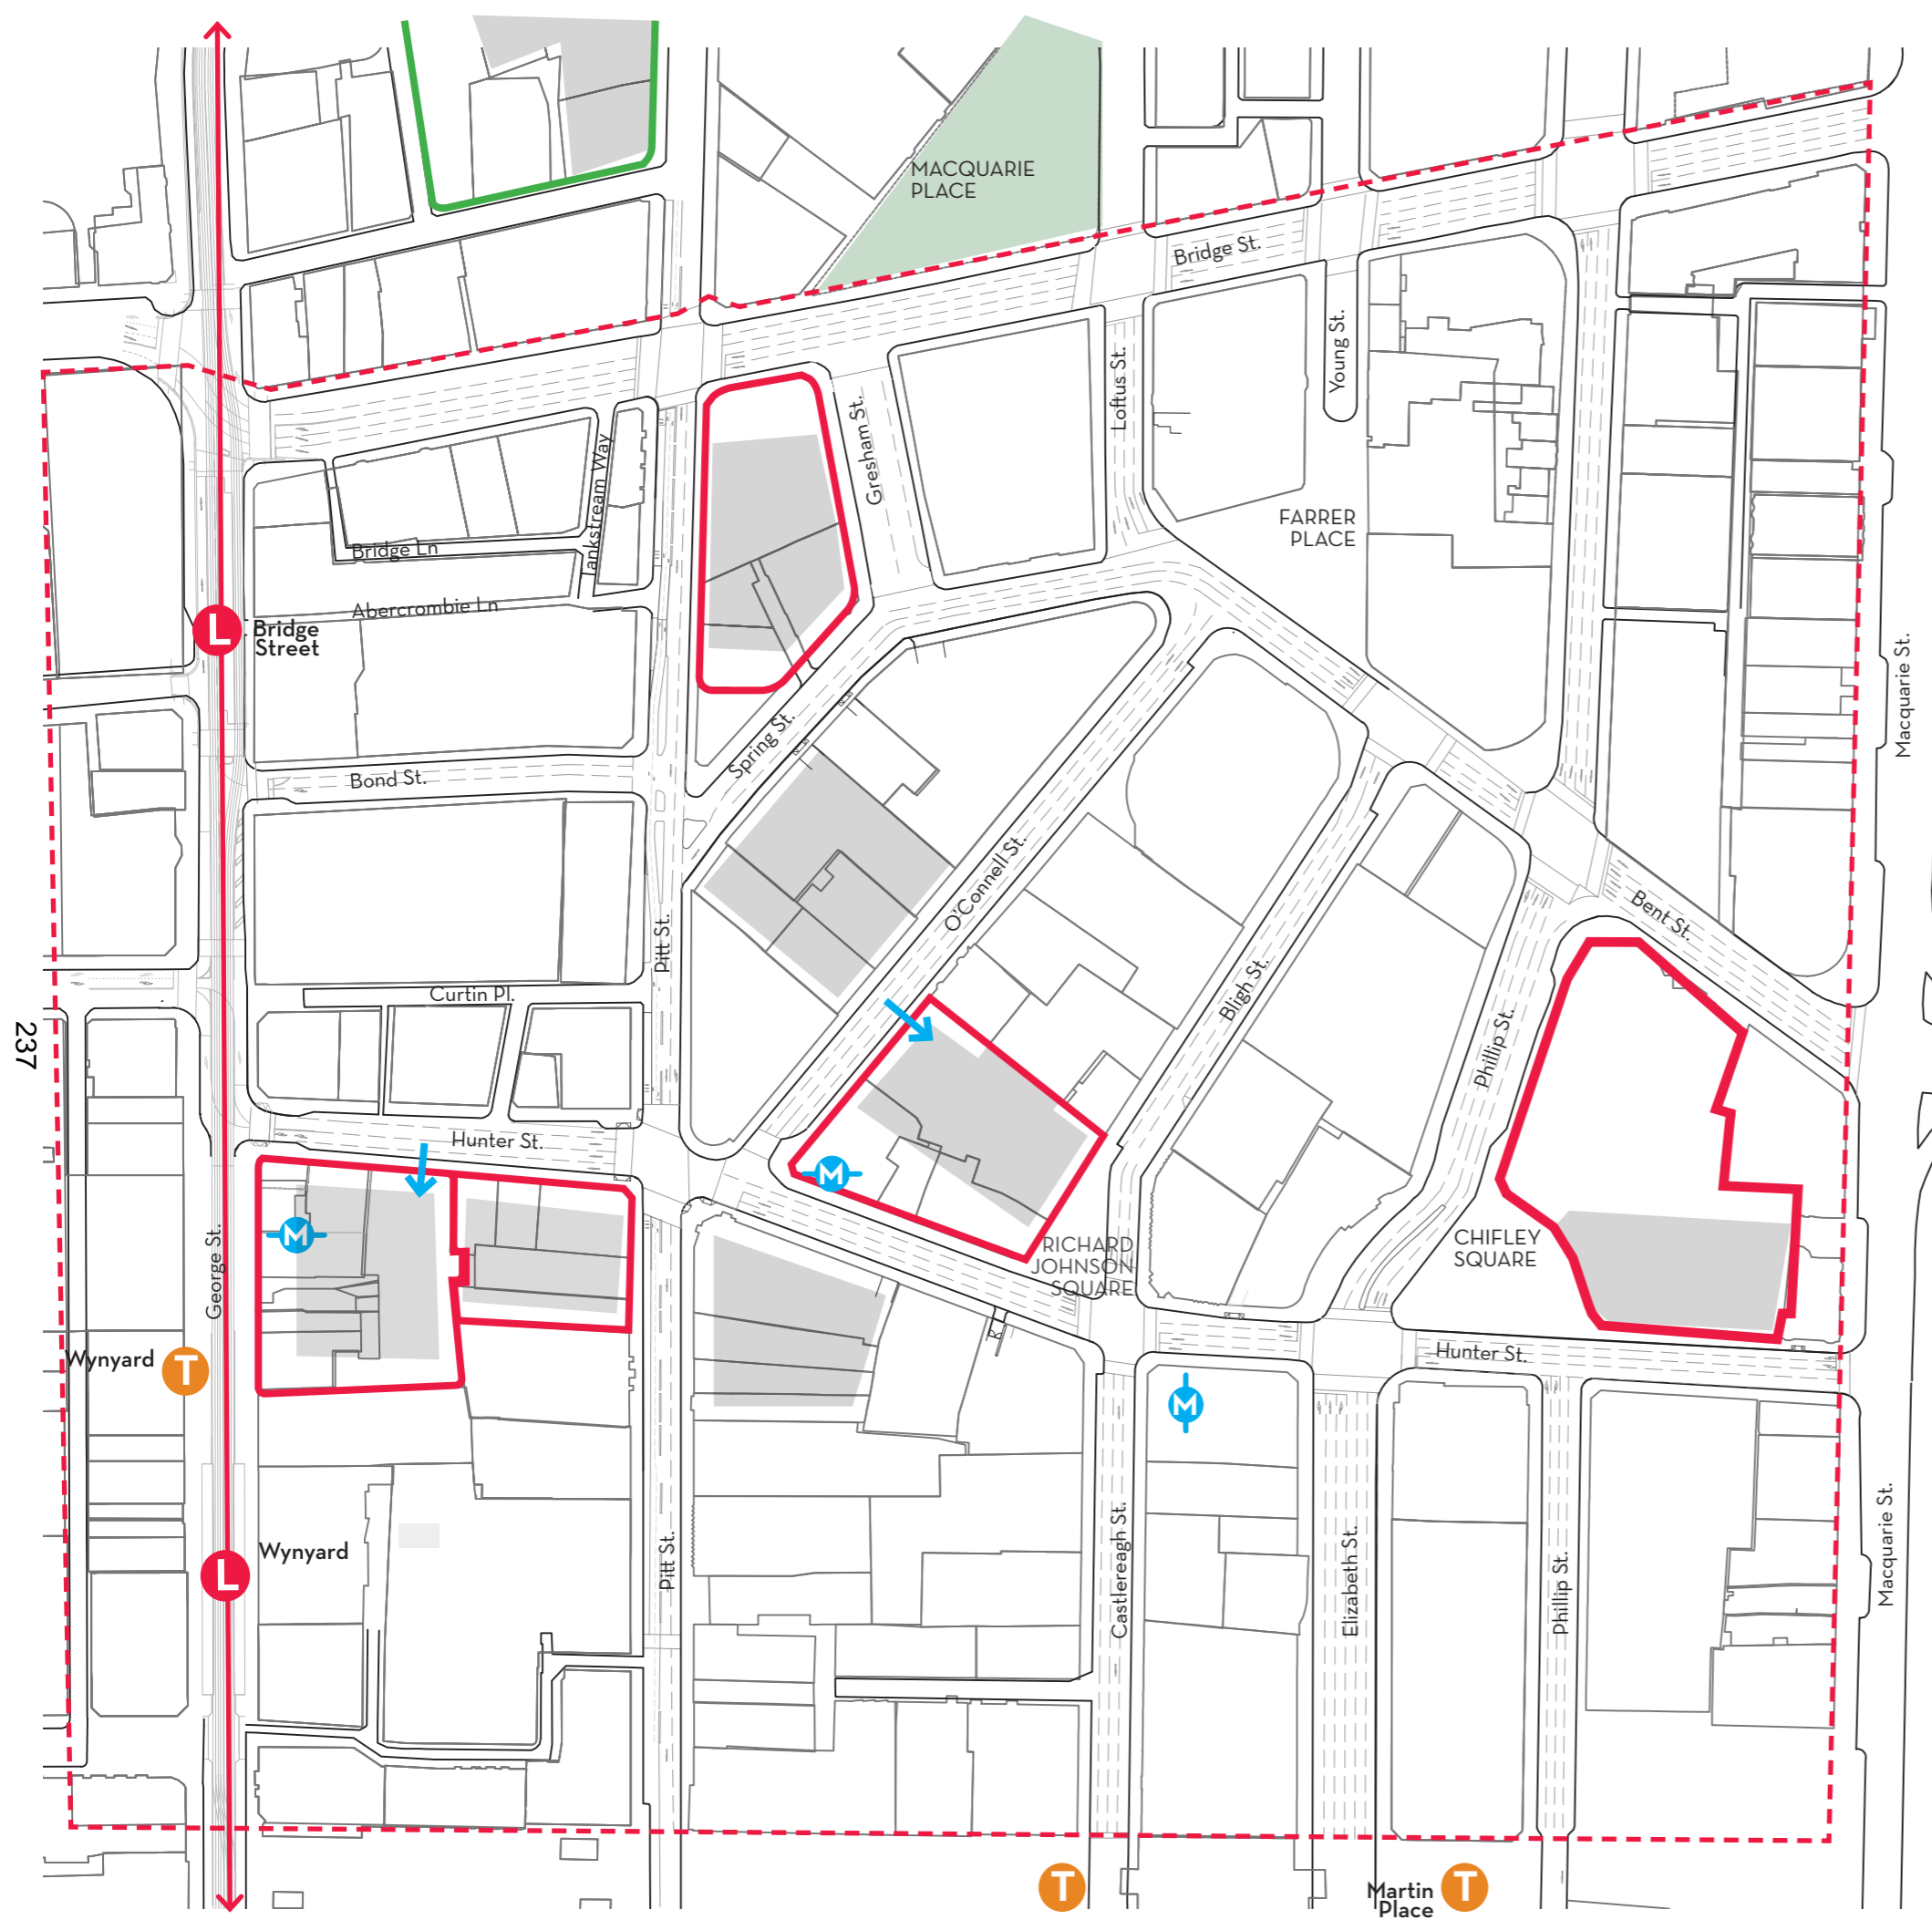 MACQUARIE
PLACE
Bridge St.
Young St.
Loftus St.
Gresham St.
ankstream Way
FARRER
PLACE
Bridge Ln
Abercrombie Ln
L
Bridge
Street
Macquarie St.
Spring St.
Bond St.
O'Connell St.
Bent St.
Pitt St.
Bligh St.
Curtin Pl.
Phillip St.
237
Hunter St.
M
M
George St.
RICHARD
JOHNSON
SQUARE
CHIFLEY
SQUARE
Wynyard
T
Hunter St.
M
L
Wynyard
Pitt St.
Castlereagh St.
Elizabeth St.
Phillip St.
Macquarie St.
T
Martin
Place
T